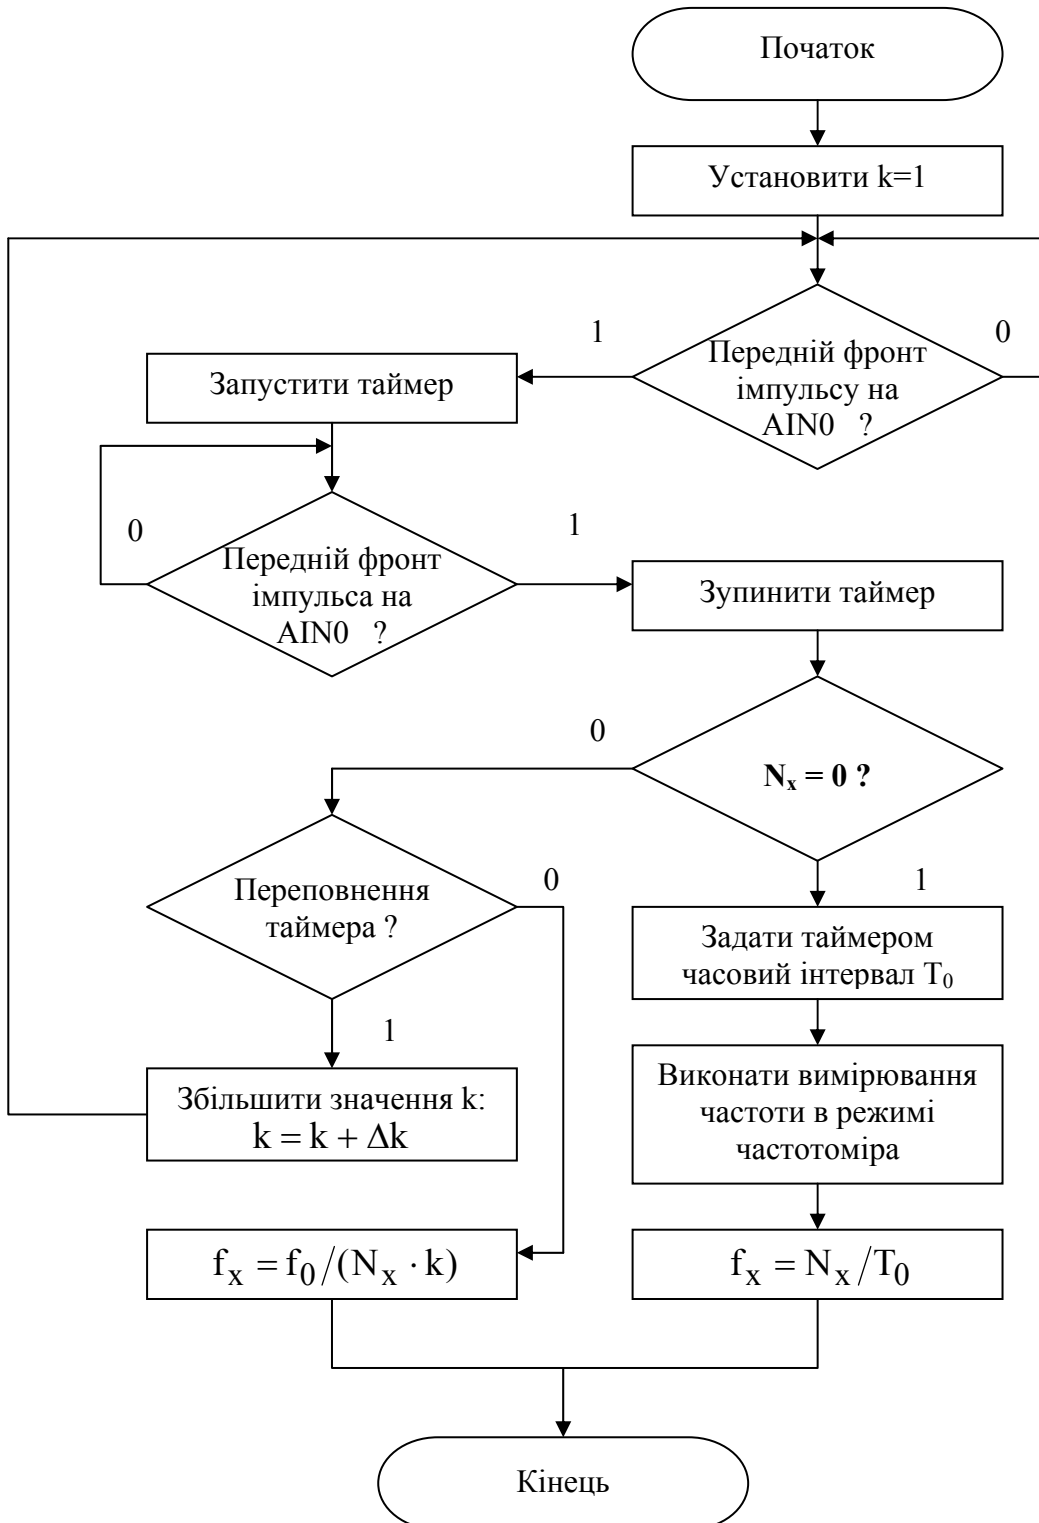 Початок
Установити k=1
1
0
Передній фронт
імпульсу на
AIN0 ?
Запустити таймер
0
1
Передній фронт
імпульса на
AIN0 ?
Зупинити таймер
0
Nₓ = 0 ?
1
Переповнення
таймера ?
0
1
Задати таймером
часовий інтервал T₀
Збільшити значення k:
k = k + Δk
Виконати вимірювання
частоти в режимі
частотоміра
fₓ = f₀/(Nₓ · k)
fₓ = Nₓ/T₀
Кінець